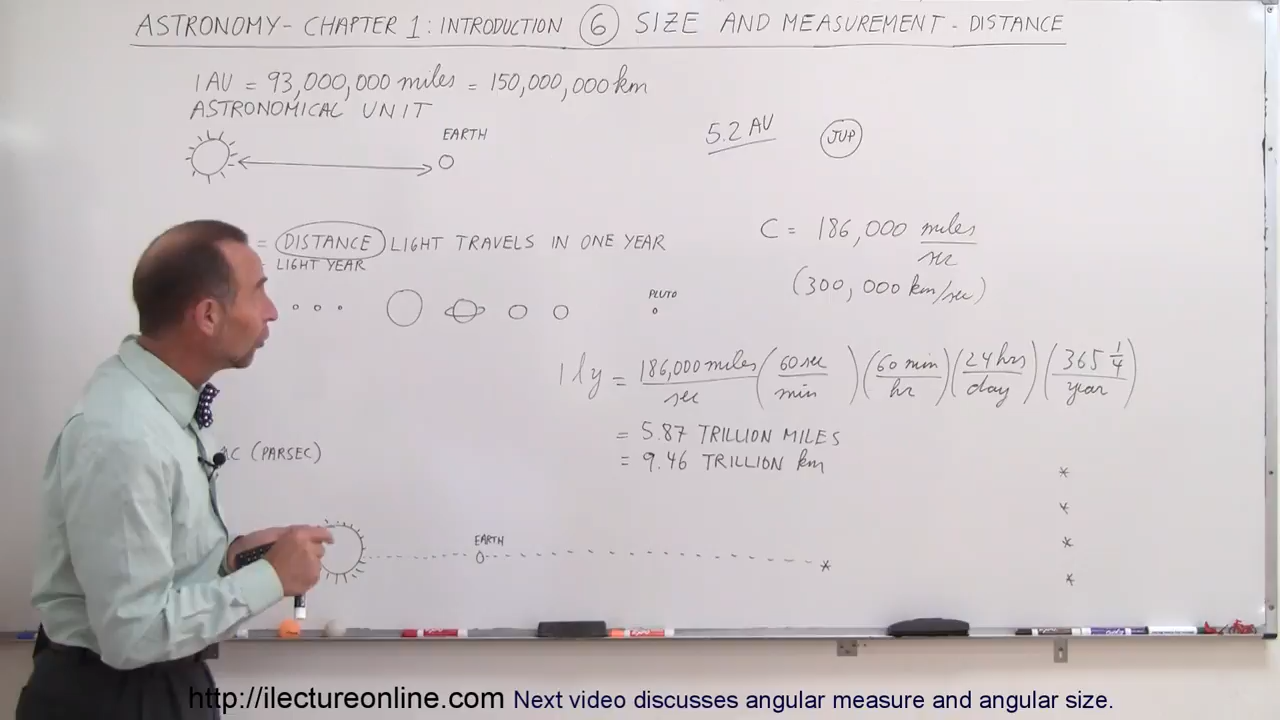 ASTRONOMY - CHAPTER 1: INTRODUCTION ⑥ SIZE AND MEASUREMENT - DISTANCE
1 AU = 93,000,000 miles = 150,000,000 km
ASTRONOMICAL UNIT
EARTH
5.2 AU
JUP
= DISTANCE LIGHT TRAVELS IN ONE YEAR
LIGHT YEAR
C = 186,000 miles/sec
(300,000 km/sec)
PLUTO
1 ly = 186,000 miles/sec (60 sec/min) (60 min/hr) (24 hrs/day) (365 1/4/year)
= 5.87 TRILLION MILES
= 9.46 TRILLION km
(PARSEC)
EARTH
http://ilectureonline.com Next video discusses angular measure and angular size.